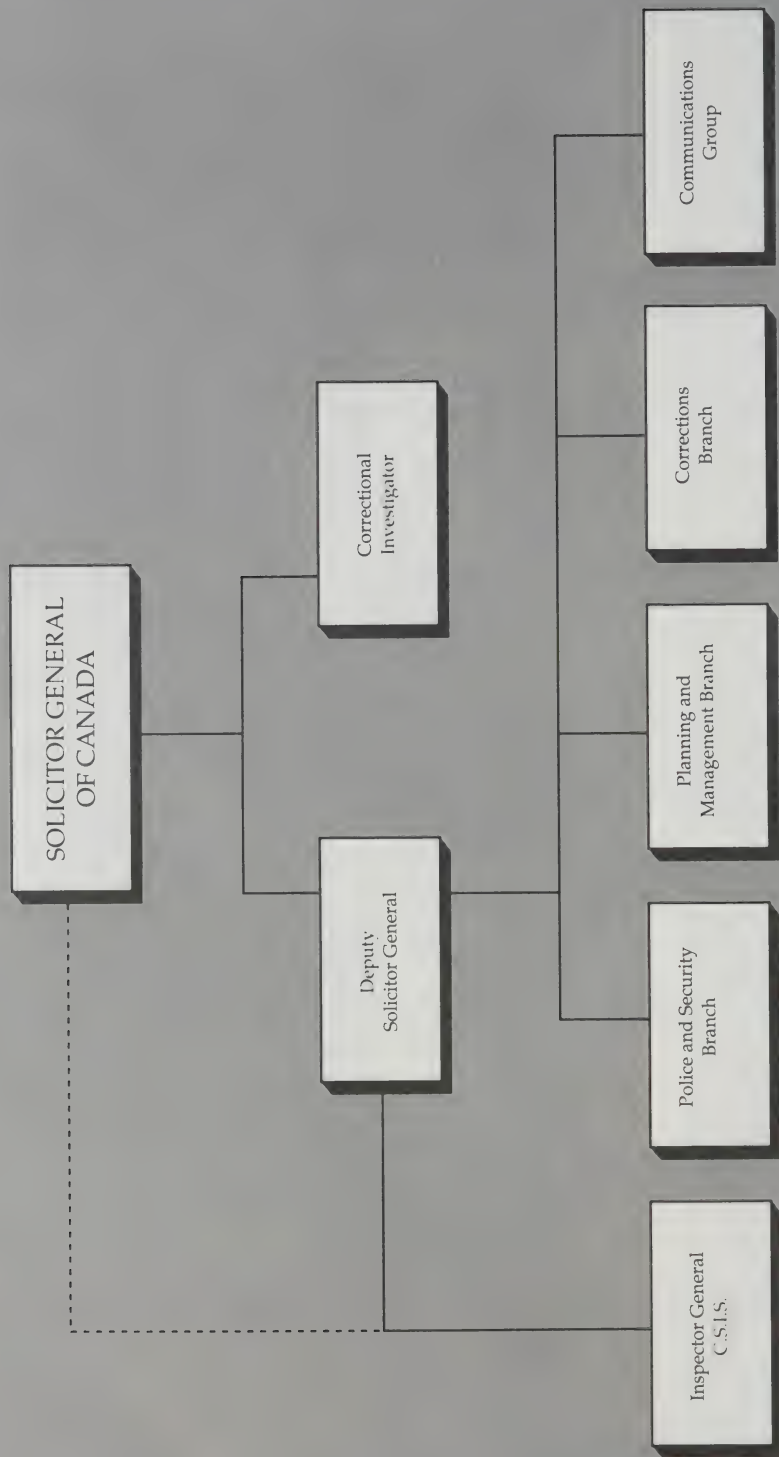 SOLICITOR GENERAL
OF CANADA
Deputy
Solicitor General
Correctional
Investigator
Inspector General
C.S.I.S.
Police and Security
Branch
Planning and
Management Branch
Corrections
Branch
Communications
Group